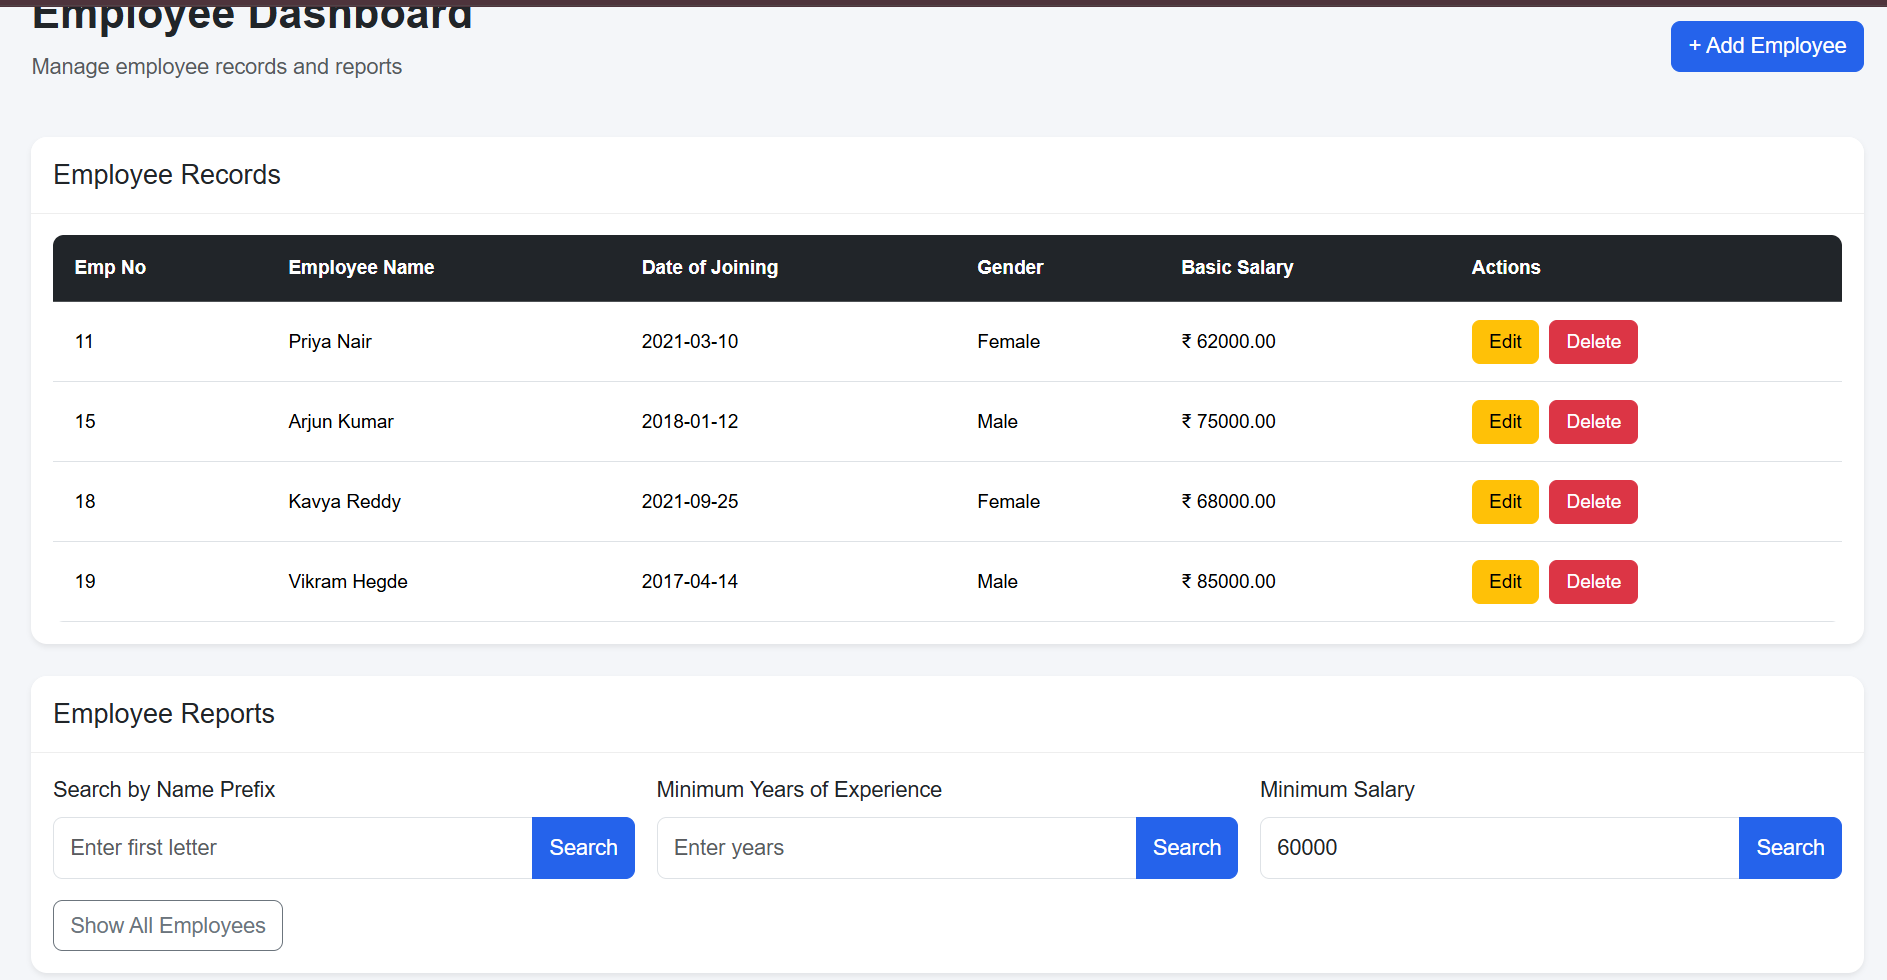 Employee Dashboard
+ Add Employee
Manage employee records and reports
Employee Records
Emp No Employee Name Date of Joining Gender Basic Salary Actions
11 Priya Nair 2021-03-10 Female ₹ 62000.00 Edit Delete
15 Arjun Kumar 2018-01-12 Male ₹ 75000.00 Edit Delete
18 Kavya Reddy 2021-09-25 Female ₹ 68000.00 Edit Delete
19 Vikram Hegde 2017-04-14 Male ₹ 85000.00 Edit Delete
Employee Reports
Search by Name Prefix Minimum Years of Experience Minimum Salary
Enter first letter Search Enter years Search 60000 Search
Show All Employees